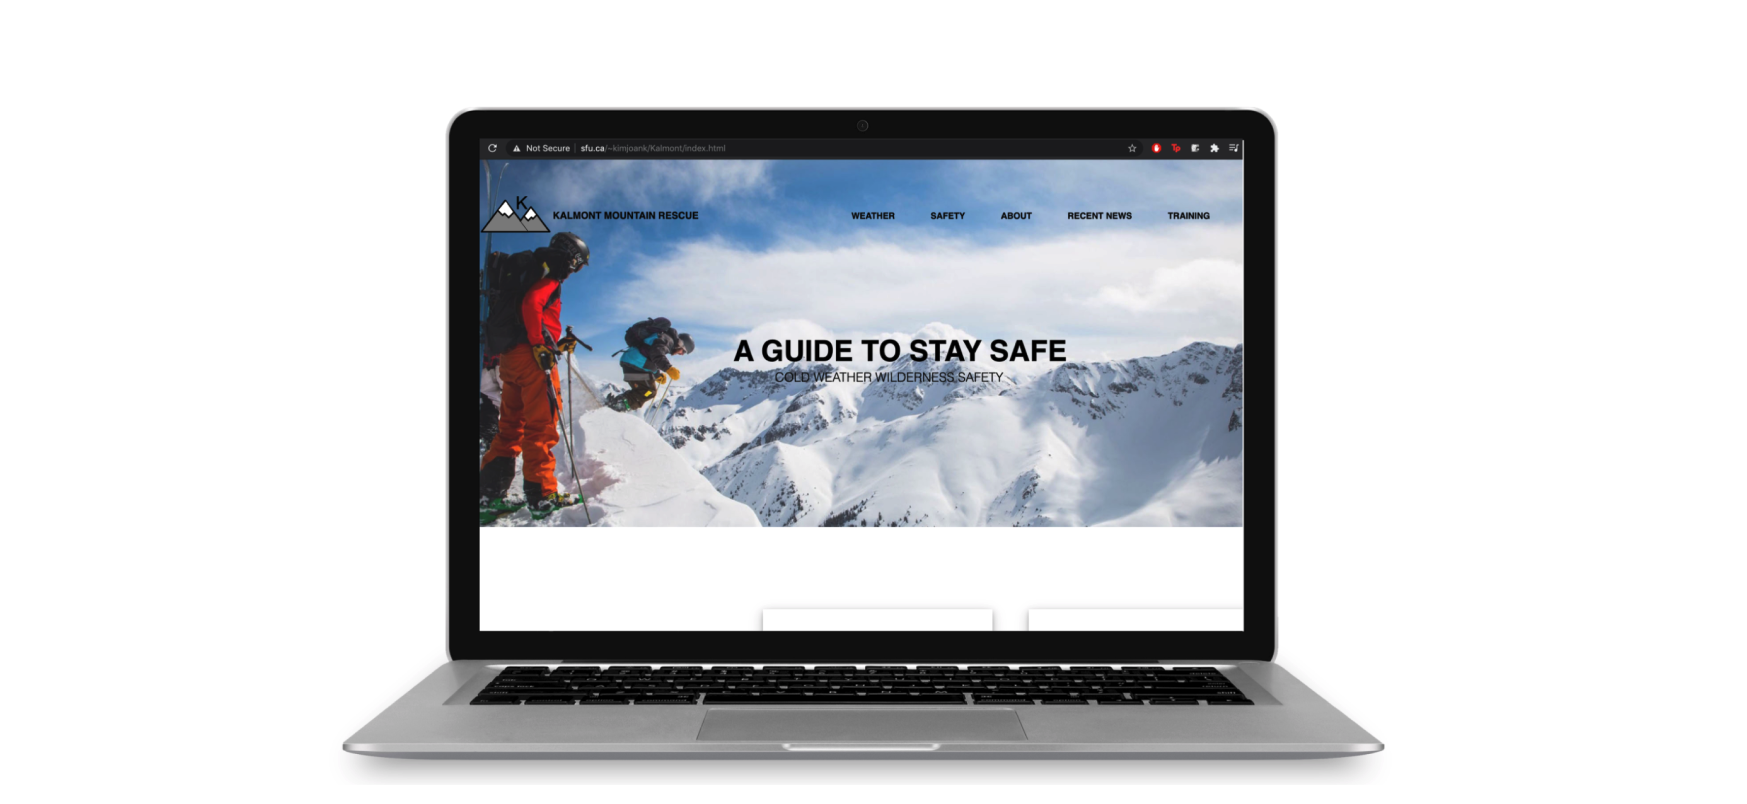 Not Secure sfu.ca/~kimjoank/Kalmont/index.html Tp
K
KALMONT MOUNTAIN RESCUE WEATHER SAFETY ABOUT RECENT NEWS TRAINING
A GUIDE TO STAY SAFE
COLD WEATHER WILDERNESS SAFETY